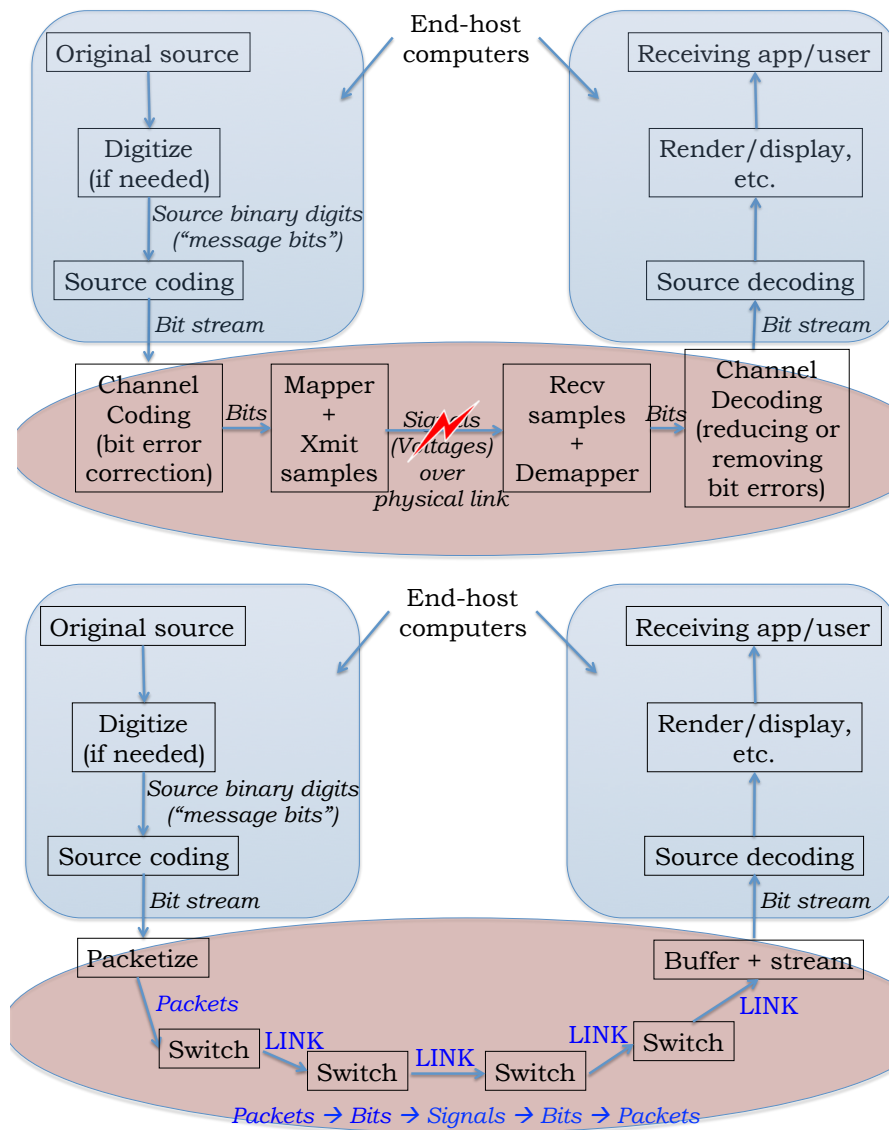 End-host
computers
Original source
Digitize
(if needed)
Source binary digits
(“message bits”)
Source coding
Bit stream
Receiving app/user
Render/display,
etc.
Source decoding
Bit stream
Channel
Coding
(bit error
correction)
Bits
Mapper
+
Xmit
samples
Signals
(Voltages)
over
physical link
Recv
samples
+
Demapper
Bits
Channel
Decoding
(reducing or
removing
bit errors)
End-host
computers
Original source
Digitize
(if needed)
Source binary digits
(“message bits”)
Source coding
Bit stream
Receiving app/user
Render/display,
etc.
Source decoding
Bit stream
Packetize
Packets
Switch
LINK
Switch
LINK
Switch
LINK
Switch
LINK
Buffer + stream
Packets → Bits → Signals → Bits → Packets